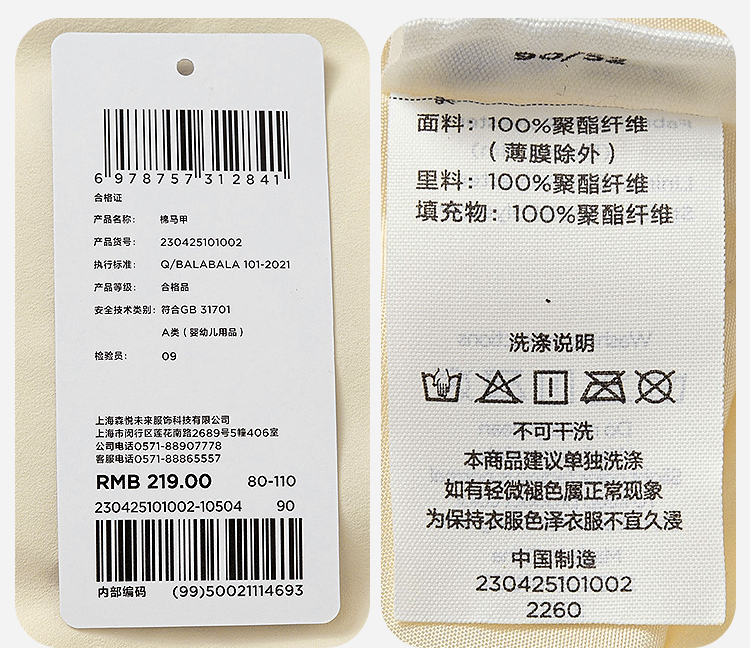 6 978757 312841
合格证
产品名称： 棉马甲
产品货号： 230425101002
执行标准： Q/BALABALA 101-2021
产品等级： 合格品
安全技术类别： 符合GB 31701
A类（婴幼儿用品）
检验员： 09
上海森悦未来服饰科技有限公司
上海市闵行区莲花南路2689号5幢406室
公司电话0571-88907778
客服电话0571-88865557
RMB 219.00 80-110
230425101002-10504 90
内部编码 (99)50021114693
90/52
面料：100%聚酯纤维
（薄膜除外）
里料：100%聚酯纤维
填充物：100%聚酯纤维
洗涤说明
不可干洗
本商品建议单独洗涤
如有轻微褪色属正常现象
为保持衣服色泽衣服不宜久浸
中国制造
230425101002
2260